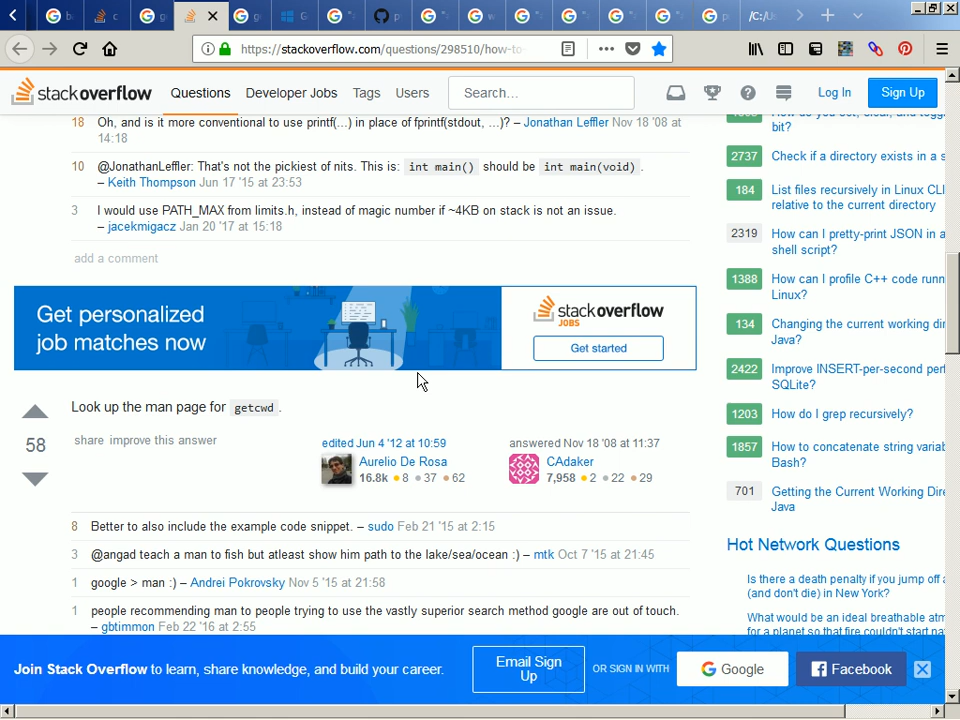 /C:/U
https://stackoverflow.com/questions/298510/how-to-
stackoverflow Questions Developer Jobs Tags Users Search... Log In Sign Up
18 Oh, and is it more conventional to use printf(...) in place of fprintf(stdout, ...)? – Jonathan Leffler Nov 18 '08 at
14:18
10 @JonathanLeffler: That's not the pickiest of nits. This is: int main() should be int main(void) .
– Keith Thompson Jun 17 '15 at 23:53
3 I would use PATH_MAX from limits.h, instead of magic number if ~4KB on stack is not an issue.
– jacekmigacz Jan 20 '17 at 15:18
add a comment
Get personalized
job matches now
stackoverflow
JOBS
Get started
58
Look up the man page for getcwd .
share improve this answer
edited Jun 4 '12 at 10:59
Aurelio De Rosa
16.8k 8 37 62
answered Nov 18 '08 at 11:37
CAdaker
7,958 2 22 29
8 Better to also include the example code snippet. – sudo Feb 21 '15 at 2:15
3 @angad teach a man to fish but atleast show him path to the lake/sea/ocean :) – mtk Oct 7 '15 at 21:45
1 google > man :) – Andrei Pokrovsky Nov 5 '15 at 21:58
1 people recommending man to people trying to use the vastly superior search method google are out of touch.
– gbtimmon Feb 22 '16 at 2:55
bit?
2737 Check if a directory exists in a s
184 List files recursively in Linux CLI
relative to the current directory
2319 How can I pretty-print JSON in a
shell script?
1388 How can I profile C++ code runn
Linux?
134 Changing the current working dir
Java?
2422 Improve INSERT-per-second perf
SQLite?
1203 How do I grep recursively?
1857 How to concatenate string variab
Bash?
701 Getting the Current Working Dire
Java
Hot Network Questions
Is there a death penalty if you jump off a
(and don't die) in New York?
What would be an ideal breathable atm
for a planet so that fire couldn't start na
Join Stack Overflow to learn, share knowledge, and build your career.
Email Sign
Up
OR SIGN IN WITH
Google
Facebook